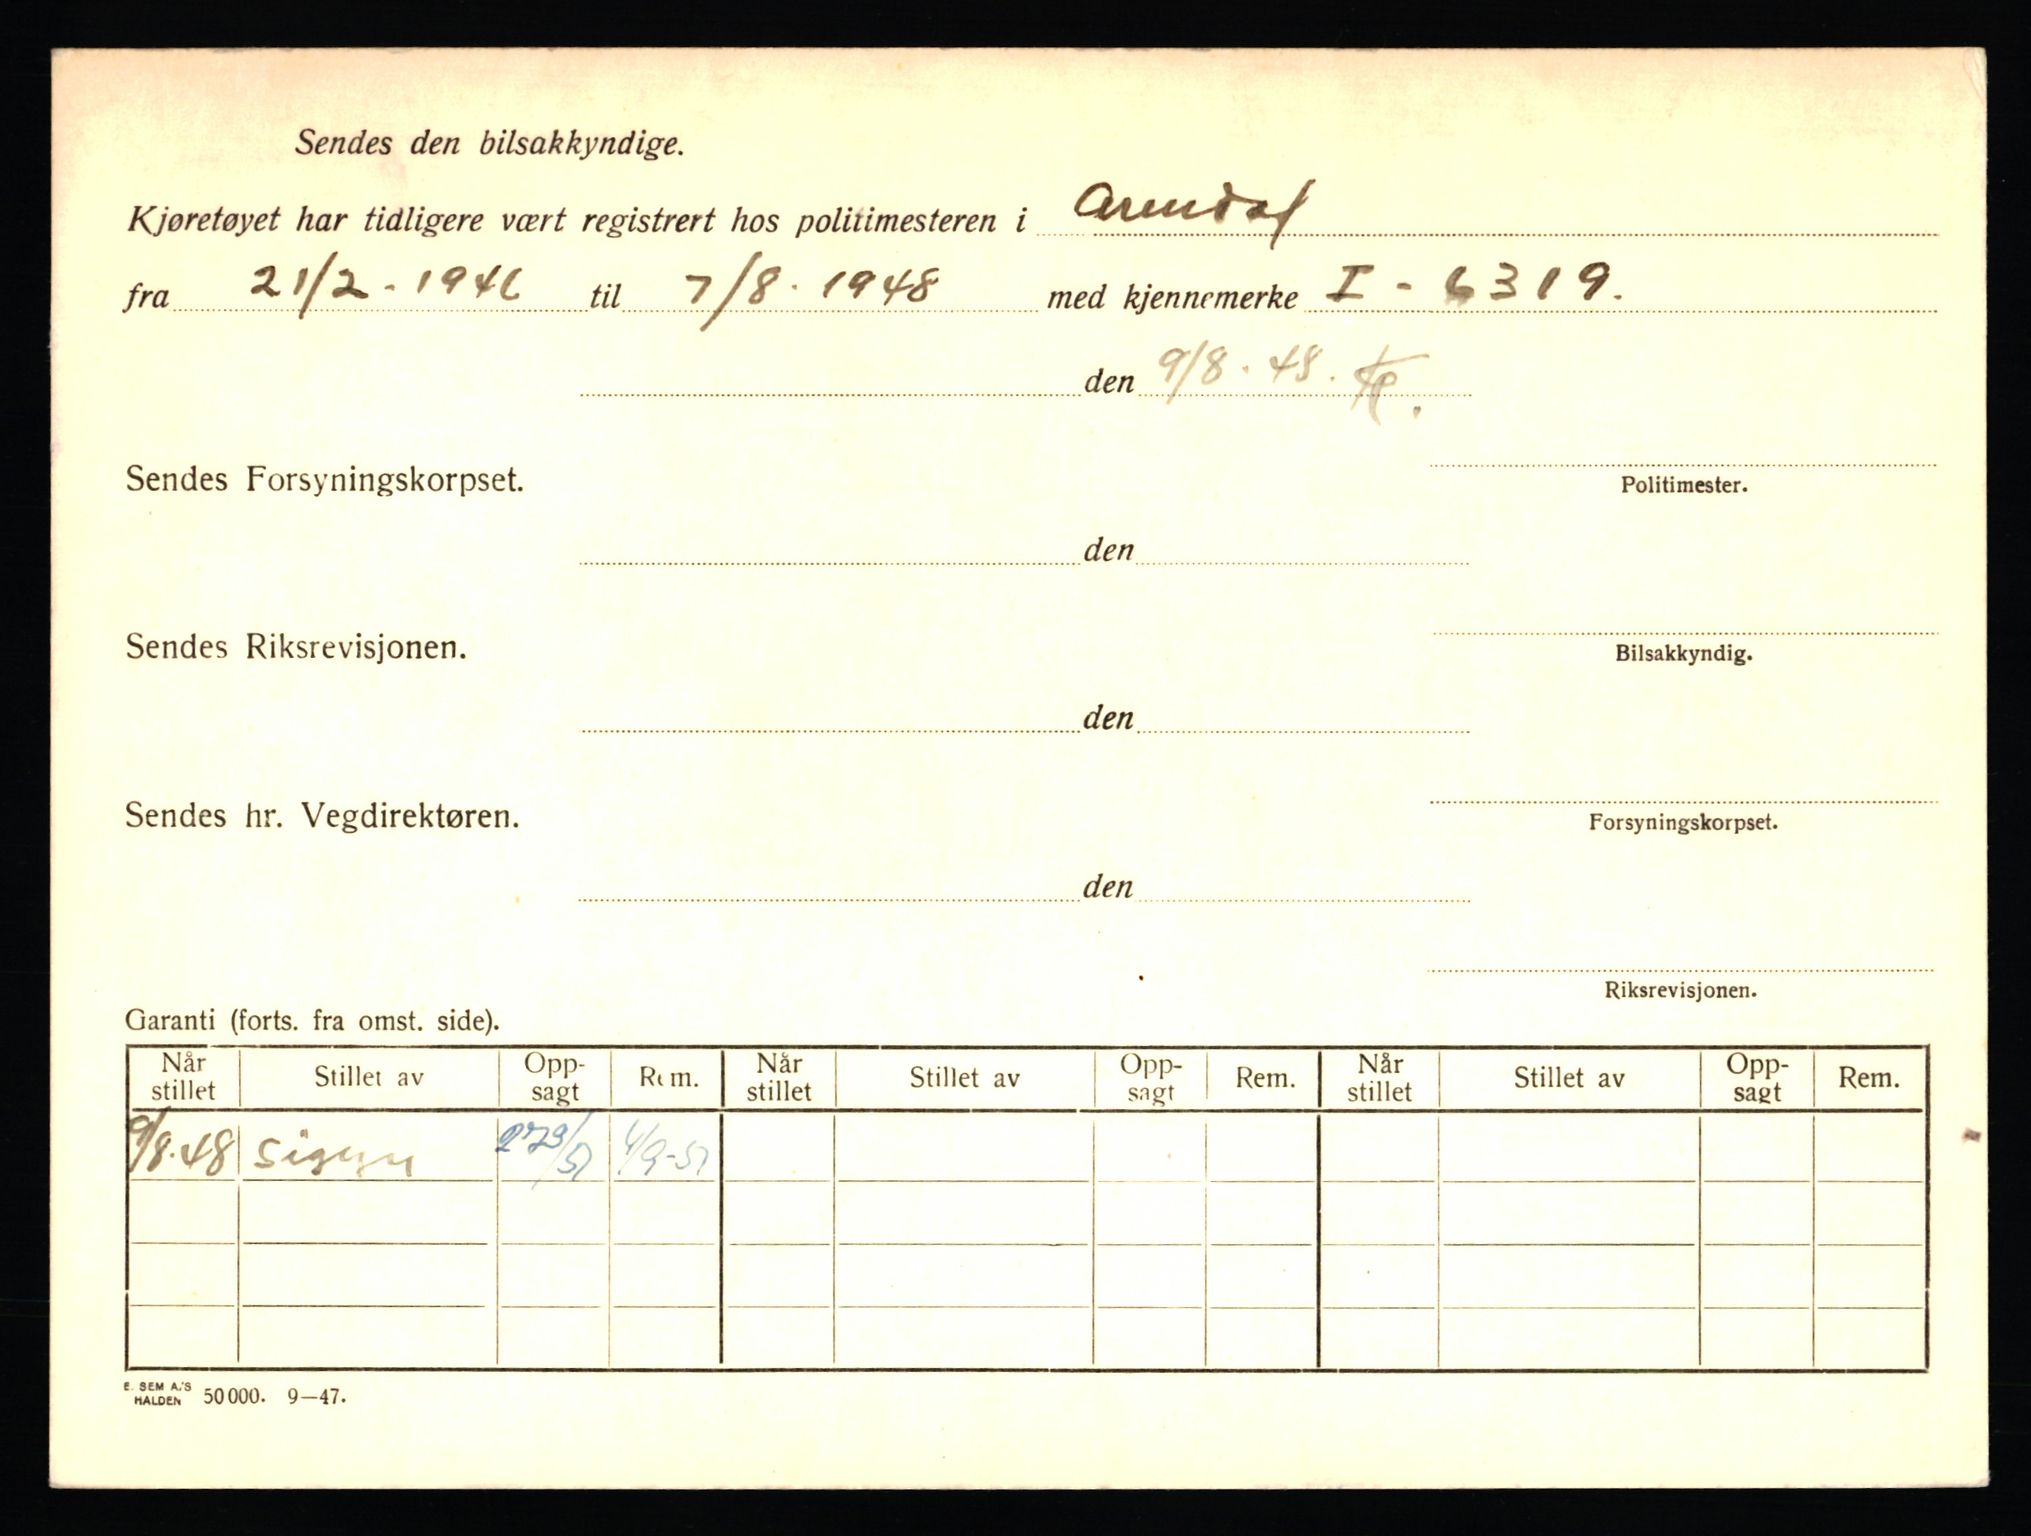 Sendes den bilsakkyndige.
Kjøretøyet har tidligere vært registrert hos politimesteren i Arendal
fra 21/2 - 1946 til 7/8 - 1948 med kjennemerke I - 6319.
den 9/8 . 48.
Sendes Forsyningskorpset.
Politimester.
den
Sendes Riksrevisjonen.
Bilsakkyndig.
den
Sendes hr. Vegdirektøren.
Forsyningskorpset.
den
Riksrevisjonen.
Garanti (forts. fra omst. side).
Når stillet Stillet av Opp-sagt Rem. Når stillet Stillet av Opp-sagt Rem. Når stillet Stillet av Opp-sagt Rem.
9/8.48 Sigyn 4/9-51
E. SEM A/S
HALDEN 50 000. 9—47.